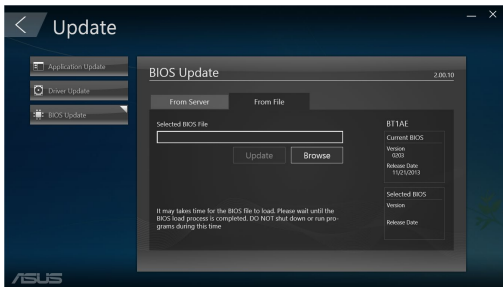 Update
Application Update
Driver Update
BIOS Update
BIOS Update
2.00.10
From Server
From File
Selected BIOS File
Update
Browse
It may takes time for the BIOS file to load. Please wait until the
BIOS load process is completed. DO NOT shut down or run pro-
grams during this time
BT1AE
Current BIOS
Version
0203
Release Date
11/21/2013
Selected BIOS
Version
Release Date
ASUS